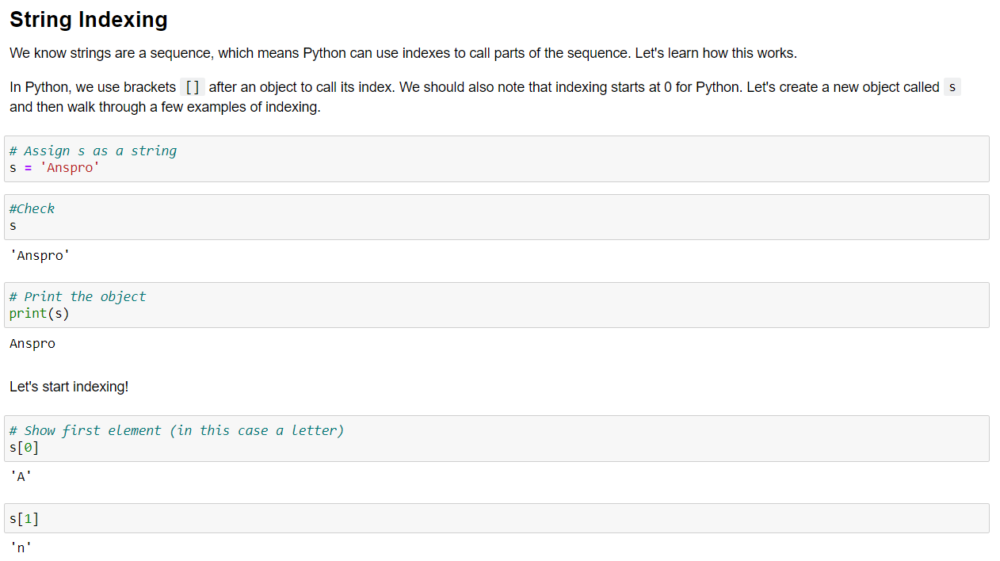 String Indexing
We know strings are a sequence, which means Python can use indexes to call parts of the sequence. Let's learn how this works.
In Python, we use brackets [] after an object to call its index. We should also note that indexing starts at 0 for Python. Let's create a new object called s
and then walk through a few examples of indexing.
# Assign s as a string
s = 'Anspro'
#Check
s
'Anspro'
# Print the object
print(s)
Anspro
Let's start indexing!
# Show first element (in this case a letter)
s[0]
'A'
s[1]
'n'